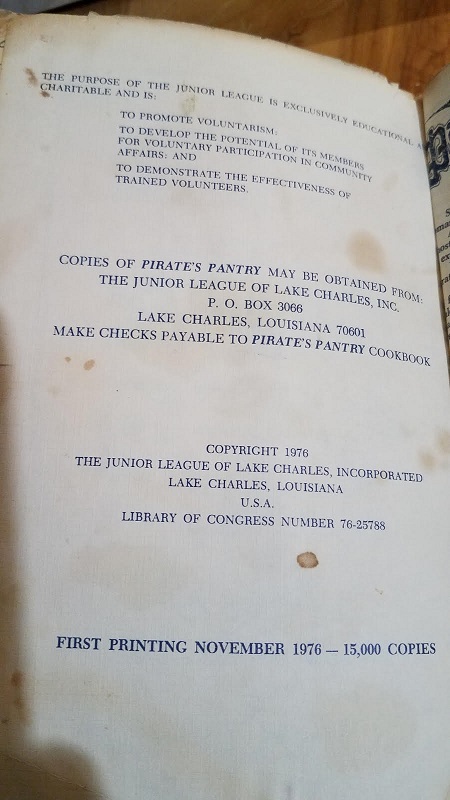 THE PURPOSE OF THE JUNIOR LEAGUE IS EXCLUSIVELY EDUCATIONAL
CHARITABLE AND IS:
TO PROMOTE VOLUNTARISM:
TO DEVELOP THE POTENTIAL OF ITS MEMBERS
FOR VOLUNTARY PARTICIPATION IN COMMUNITY
AFFAIRS: AND
TO DEMONSTRATE THE EFFECTIVENESS OF
TRAINED VOLUNTEERS.
COPIES OF PIRATE'S PANTRY MAY BE OBTAINED FROM:
THE JUNIOR LEAGUE OF LAKE CHARLES, INC.
P. O. BOX 3066
LAKE CHARLES, LOUISIANA 70601
MAKE CHECKS PAYABLE TO PIRATE'S PANTRY COOKBOOK
COPYRIGHT 1976
THE JUNIOR LEAGUE OF LAKE CHARLES, INCORPORATED
LAKE CHARLES, LOUISIANA
U.S.A.
LIBRARY OF CONGRESS NUMBER 76-25788
FIRST PRINTING NOVEMBER 1976 — 15,000 COPIES